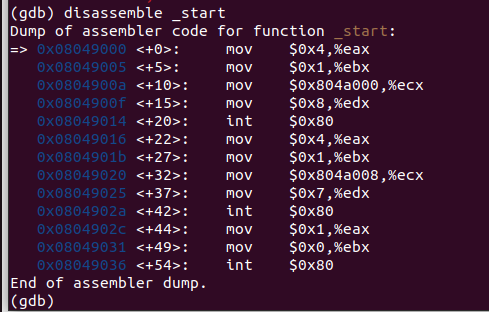 (gdb) disassemble _start
Dump of assembler code for function _start:
=> 0x08049000 <+0>:     mov    $0x4,%eax
   0x08049005 <+5>:     mov    $0x1,%ebx
   0x0804900a <+10>:    mov    $0x804a000,%ecx
   0x0804900f <+15>:    mov    $0x8,%edx
   0x08049014 <+20>:    int    $0x80
   0x08049016 <+22>:    mov    $0x4,%eax
   0x0804901b <+27>:    mov    $0x1,%ebx
   0x08049020 <+32>:    mov    $0x804a008,%ecx
   0x08049025 <+37>:    mov    $0x7,%edx
   0x0804902a <+42>:    int    $0x80
   0x0804902c <+44>:    mov    $0x1,%eax
   0x08049031 <+49>:    mov    $0x0,%ebx
   0x08049036 <+54>:    int    $0x80
End of assembler dump.
(gdb)